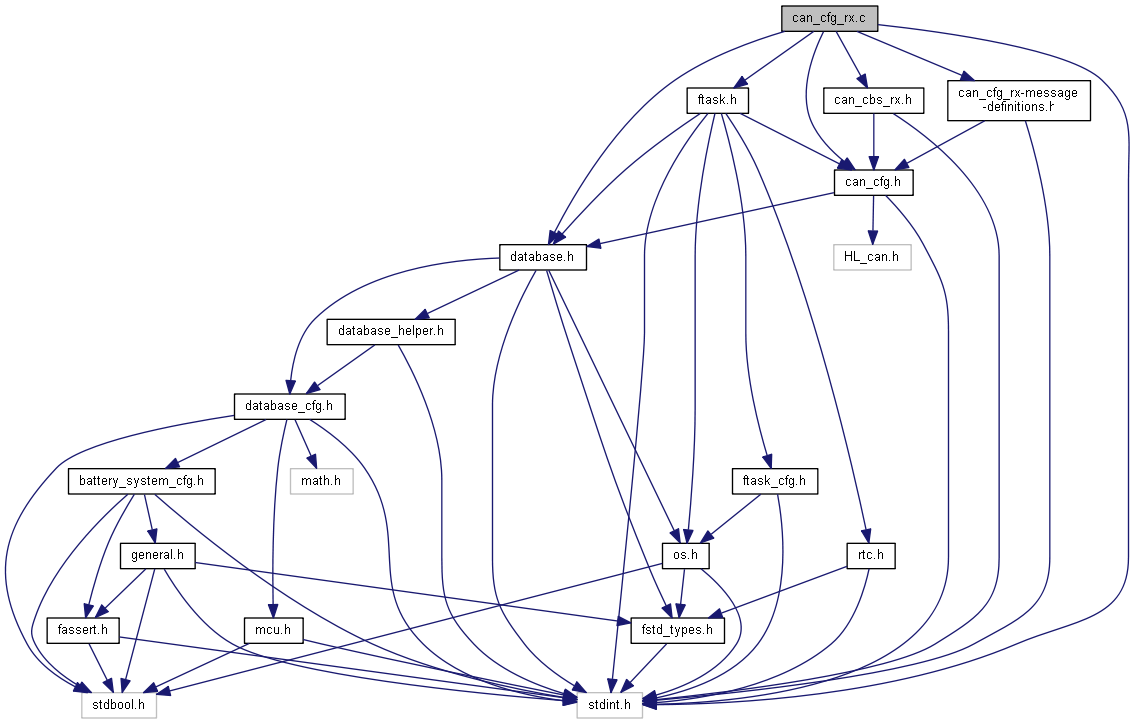 can_cfg_rx.c
ftask.h
can_cbs_rx.h
can_cfg_rx-message
-definitions.h
can_cfg.h
database.h
HL_can.h
database_helper.h
database_cfg.h
battery_system_cfg.h
math.h
ftask_cfg.h
general.h
os.h
rtc.h
fassert.h
mcu.h
fstd_types.h
stdbool.h
stdint.h